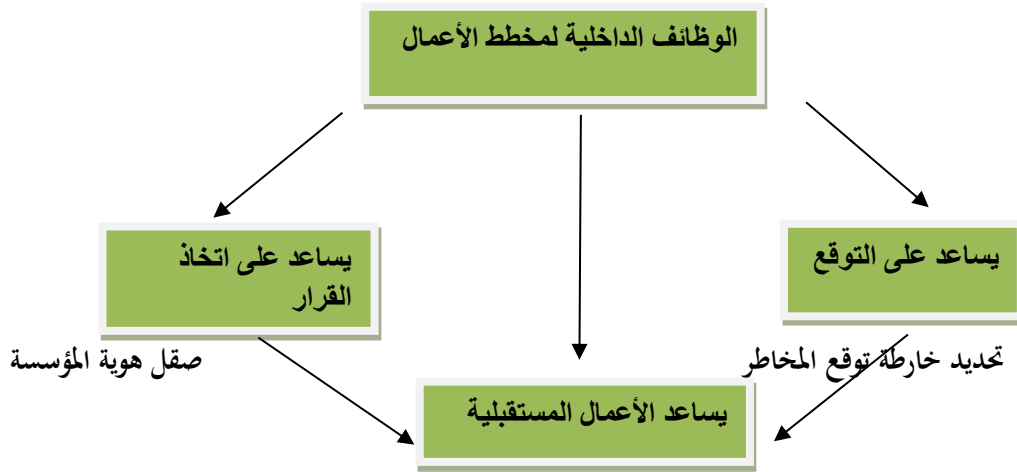 الوظائف الداخلية لمخطط الأعمال
يساعد على التوقع
يساعد على اتخاذ
القرار
تحديد خارطة توقع المخاطر
صقل هوية المؤسسة
يساعد الأعمال المستقبلية